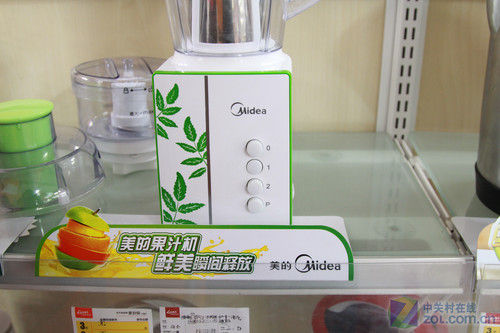 Midea
0
1
2
P
美的果汁机
鲜美瞬间释放
美的 Midea
中关村在线
zol.com.cn